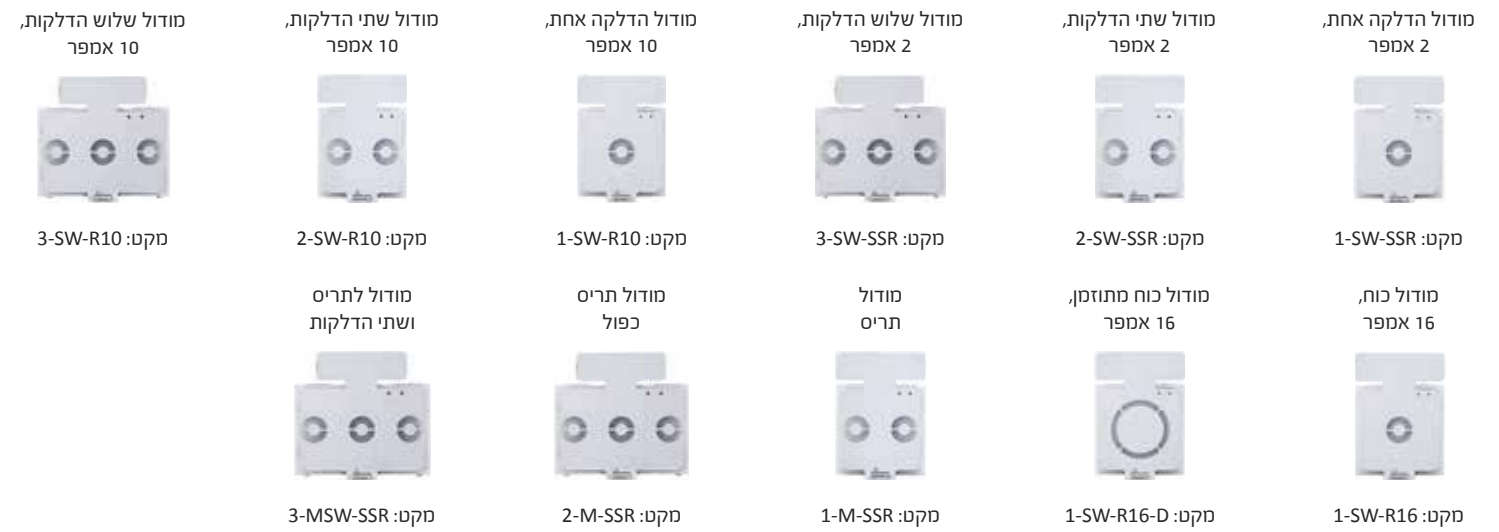 מודול הדלקה אחת,
2 אמפר
מקט: 1-SW-SSR
מודול שתי הדלקות,
2 אמפר
מקט: 2-SW-SSR
מודול שלוש הדלקות,
2 אמפר
מקט: 3-SW-SSR
מודול הדלקה אחת,
10 אמפר
מקט: 1-SW-R10
מודול שתי הדלקות,
10 אמפר
מקט: 2-SW-R10
מודול שלוש הדלקות,
10 אמפר
מקט: 3-SW-R10
מודול כוח,
16 אמפר
מקט: 1-SW-R16
מודול כוח מתוזמן,
16 אמפר
מקט: 1-SW-R16-D
מודול
תריס
מקט: 1-M-SSR
מודול תריס
כפול
מקט: 2-M-SSR
מודול לתריס
ושתי הדלקות
מקט: 3-MSW-SSR